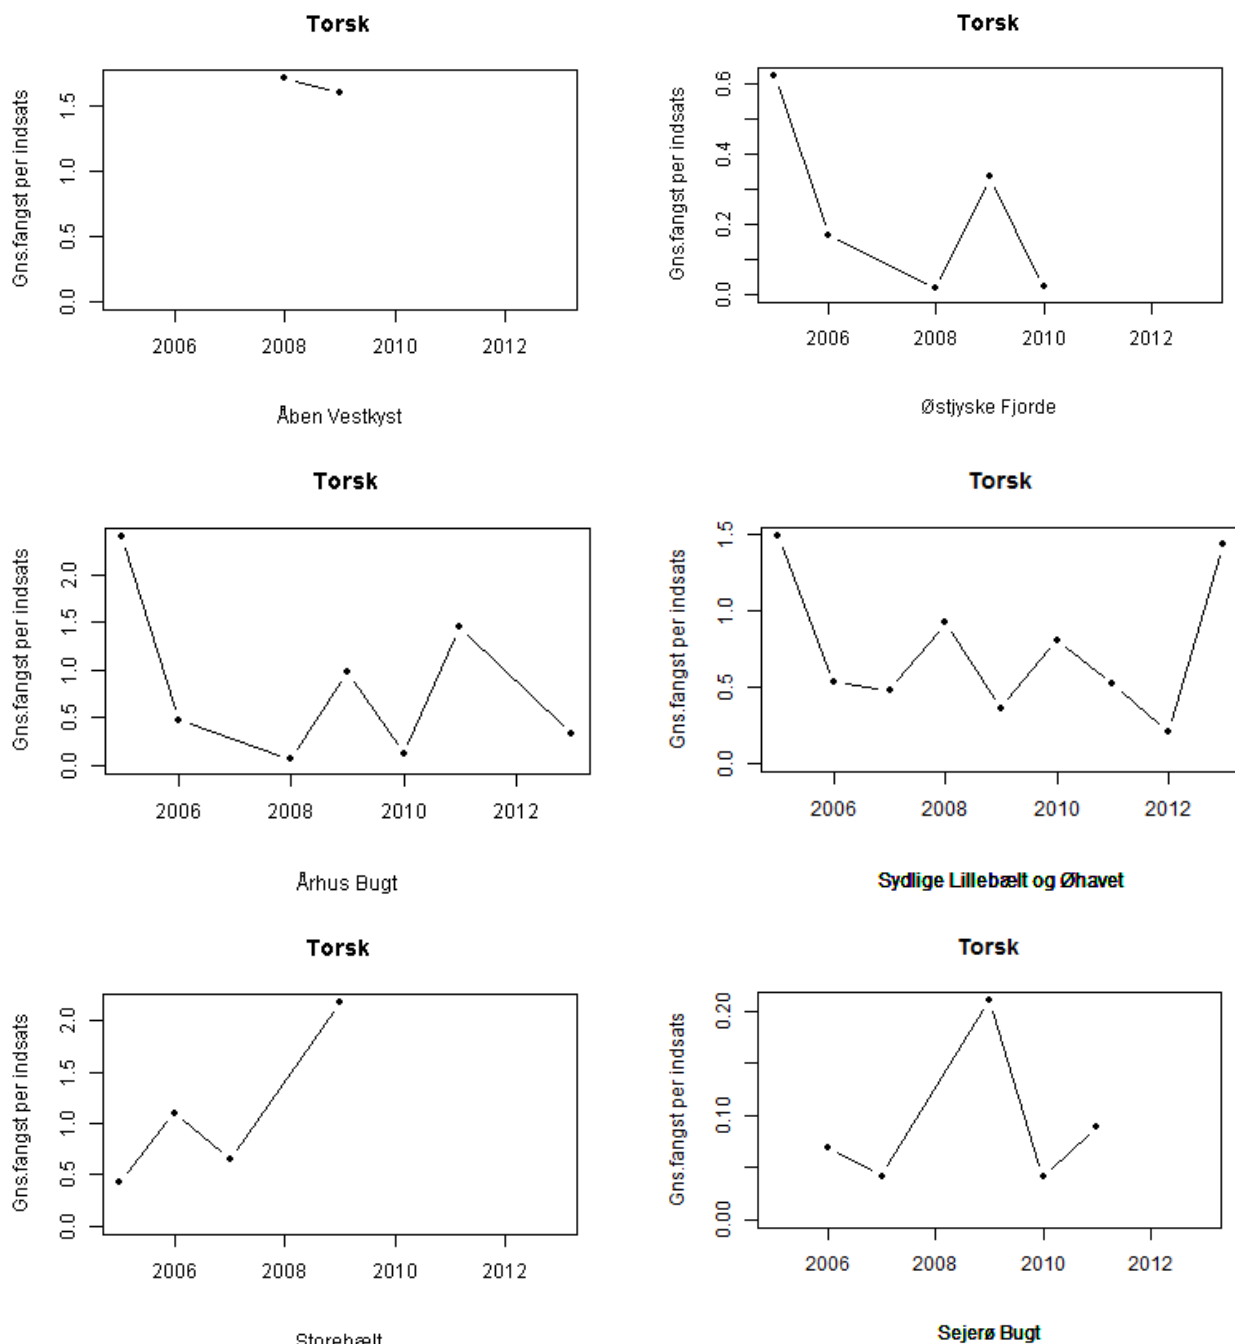 Torsk
Gns.fangst per indsats
0.0 0.5 1.0 1.5
2006 2008 2010 2012
Åben Vestkyst
Torsk
Gns.fangst per indsats
0.0 0.2 0.4 0.6
2006 2008 2010 2012
Østjyske Fjorde
Torsk
Gns.fangst per indsats
0.0 0.5 1.0 1.5 2.0
2006 2008 2010 2012
Århus Bugt
Torsk
Gns.fangst per indsats
0.0 0.5 1.0 1.5
2006 2008 2010 2012
Sydlige Lillebælt og Øhavet
Torsk
Gns.fangst per indsats
0.0 0.5 1.0 1.5 2.0
2006 2008 2010 2012
Storebælt
Torsk
Gns.fangst per indsats
0.00 0.10 0.20
2006 2008 2010 2012
Sejerø Bugt